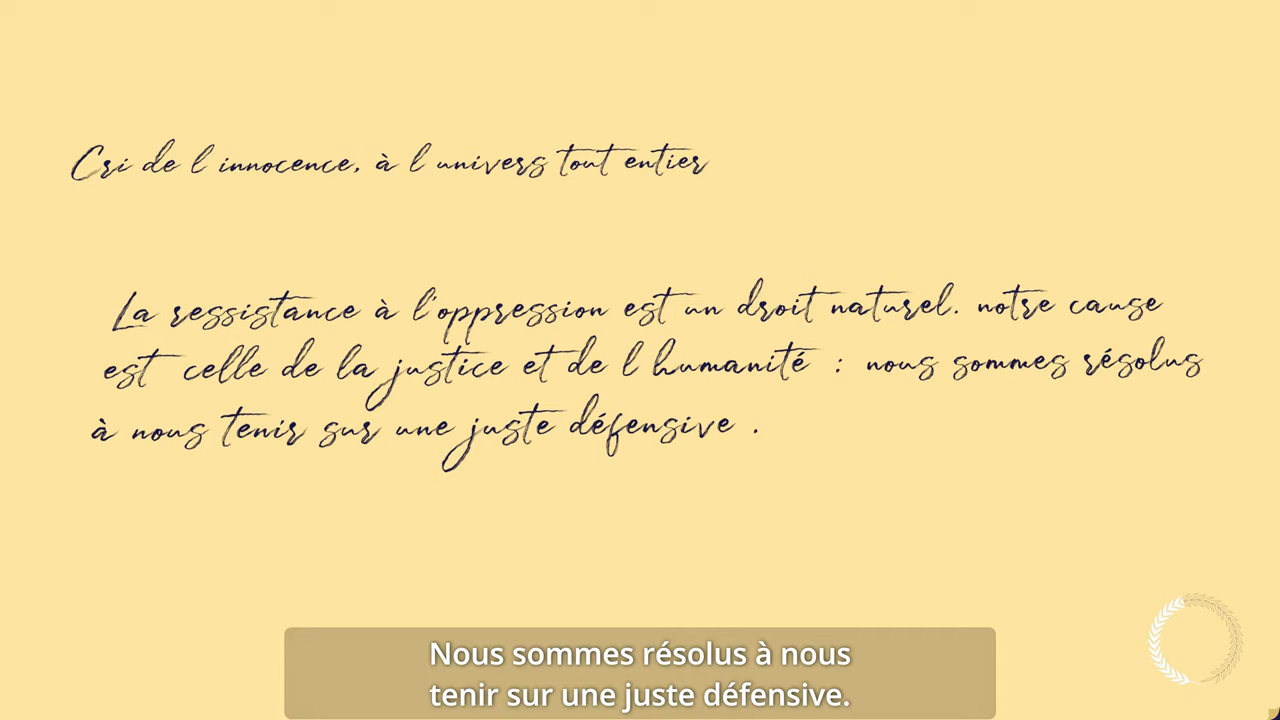 Cri de l innocence, à l univers tout entier
La ressistance à l'oppression est un droit naturel. notre cause
est celle de la justice et de l humanité : nous sommes résolus
à nous tenir sur une juste défensive .
Nous sommes résolus à nous
tenir sur une juste défensive.